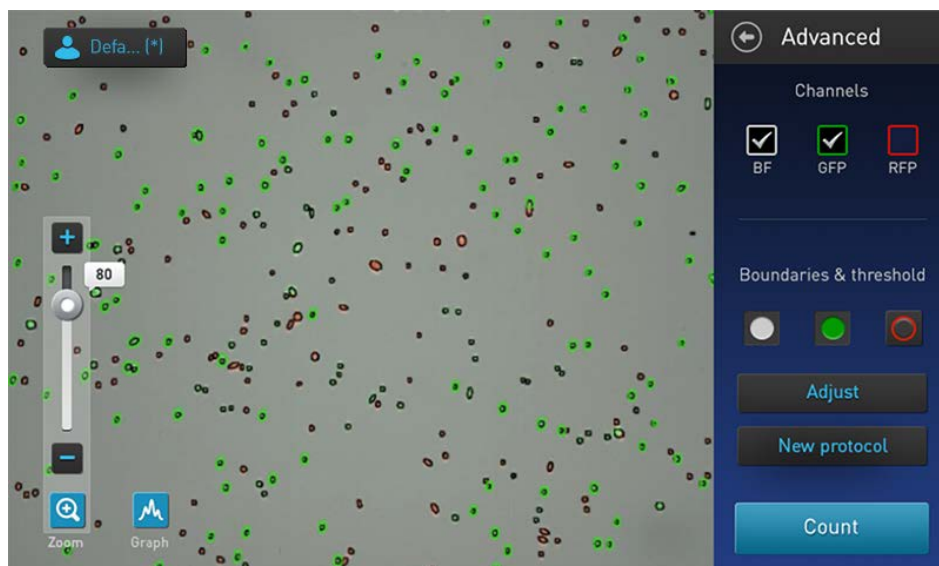 Defa... (*)
80
Zoom
Graph
Advanced
Channels
BF
GFP
RFP
Boundaries & threshold
Adjust
New protocol
Count